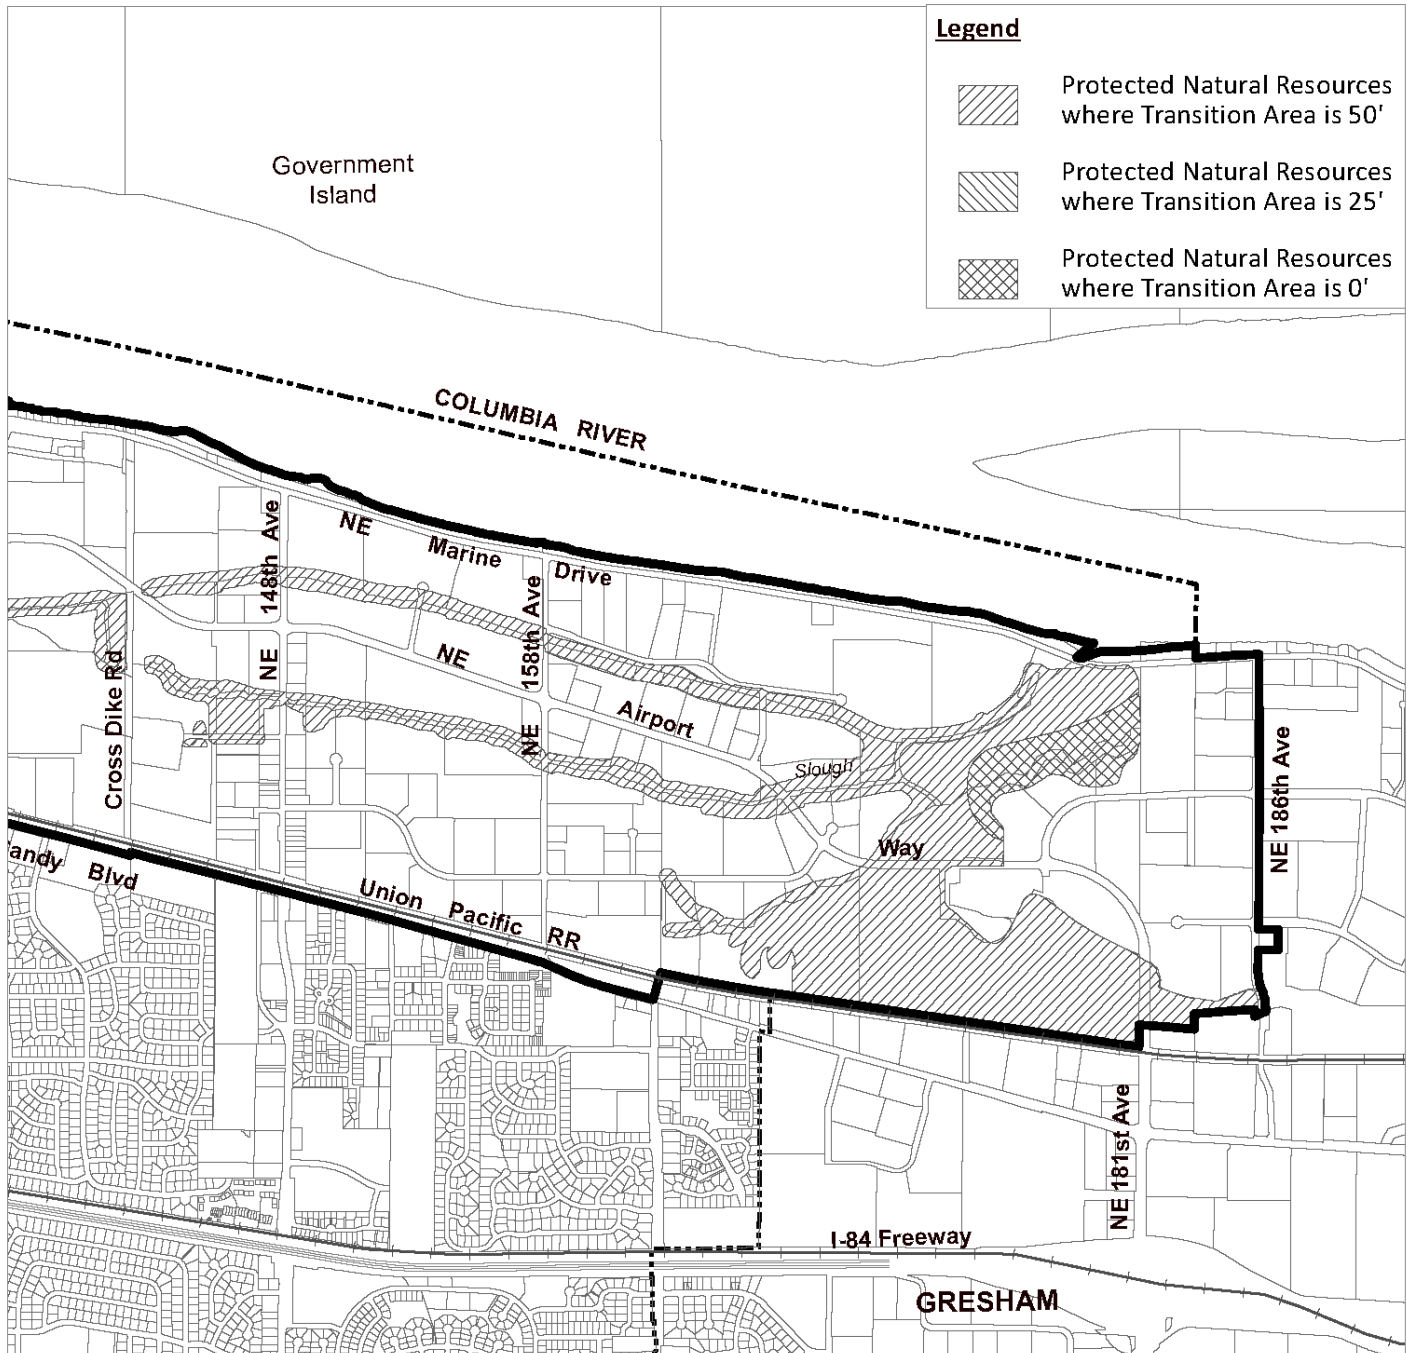 Legend
Protected Natural Resources
where Transition Area is 50'
Protected Natural Resources
where Transition Area is 25'
Protected Natural Resources
where Transition Area is 0'
Government
Island
COLUMBIA RIVER
NE Marine Drive
NE 148th Ave
NE 158th Ave
NE Airport Way
Slough
Cross Dike Rd
NE 186th Ave
andy Blvd
Union Pacific RR
NE 181st Ave
I-84 Freeway
GRESHAM